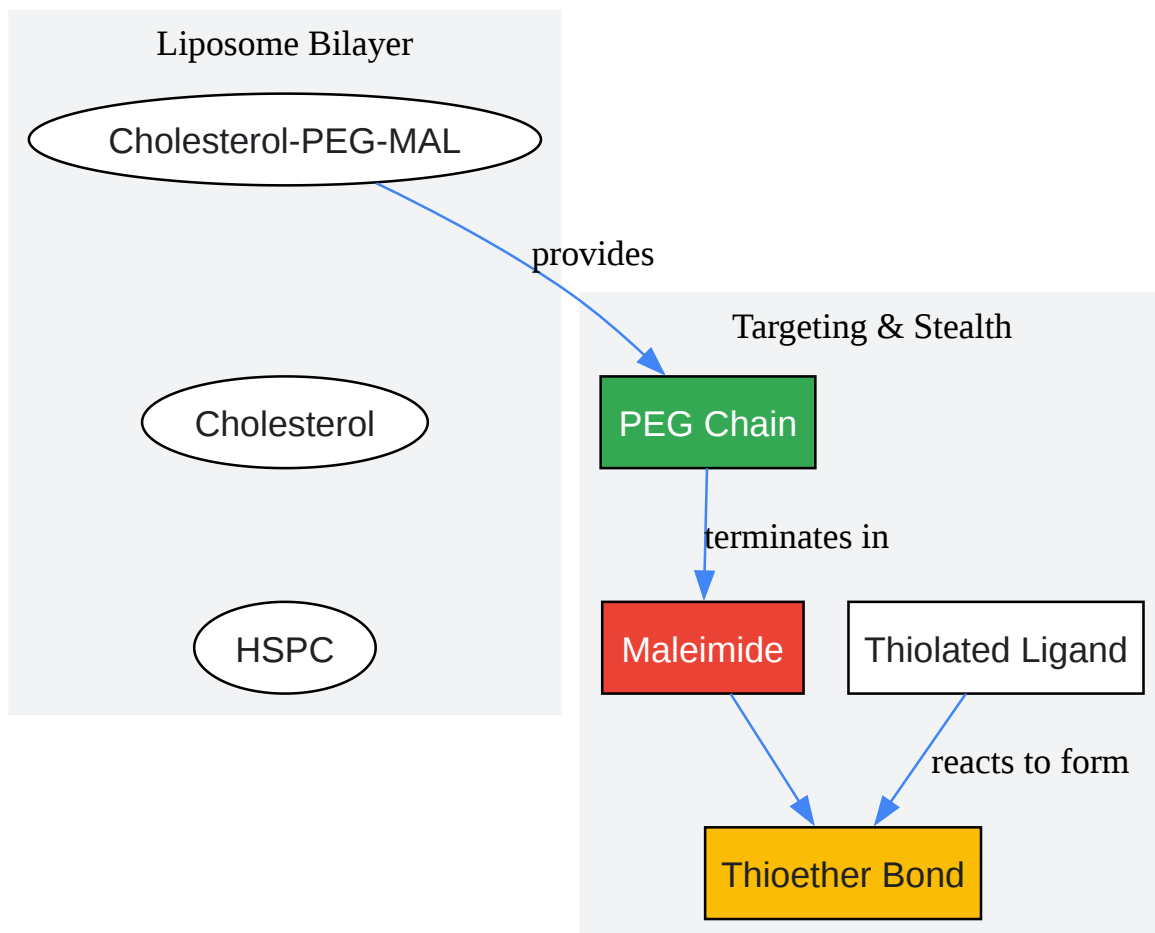 Liposome Bilayer
Cholesterol-PEG-MAL
provides
Targeting & Stealth
Cholesterol
PEG Chain
terminates in
HSPC
Maleimide
Thiolated Ligand
reacts to form
Thioether Bond